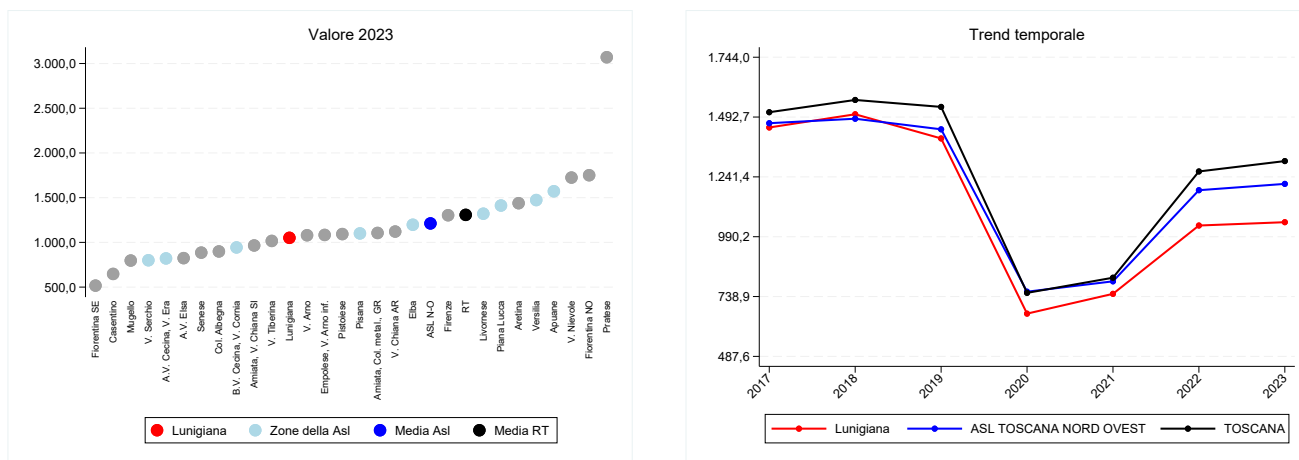 Valore 2023
3.000,0
2.500,0
2.000,0
1.500,0
1.000,0
500,0
Fiorentina SE
Casentino
Mugello
V. Serchio
A.V. Cecina, V. Era
A.V. Elsa
Senese
Col. Albegna
B.V. Cecina, V. Cornia
Amiata, V. Chiana SI
V. Tiberina
Lunigiana
V. Arno
Empolese, V. Arno inf.
Pistoiese
Pisana
Amiata, Col. metal., GR
V. Chiana AR
Elba
ASL N-O
Firenze
RT
Livornese
Piana Lucca
Aretina
Versilia
Apuane
V. Nievole
Fiorentina NO
Pratese
Lunigiana
Zone della Asl
Media Asl
Media RT
Trend temporale
1.744,0
1.492,7
1.241,4
990,2
738,9
487,6
2017
2018
2019
2020
2021
2022
2023
Lunigiana
ASL TOSCANA NORD OVEST
TOSCANA